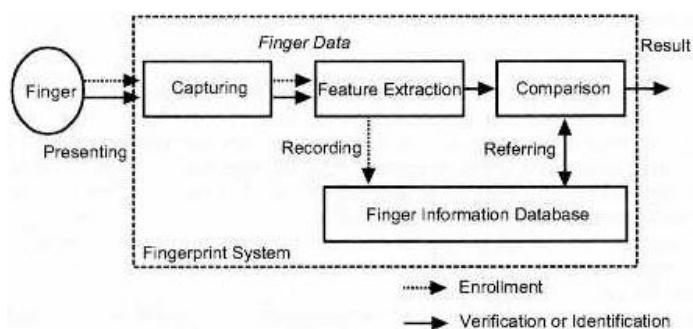 Finger Data
Result
Finger
Capturing
Feature Extraction
Comparison
Presenting
Recording
Referring
Finger Information Database
Fingerprint System
Enrollment
Verification or Identification